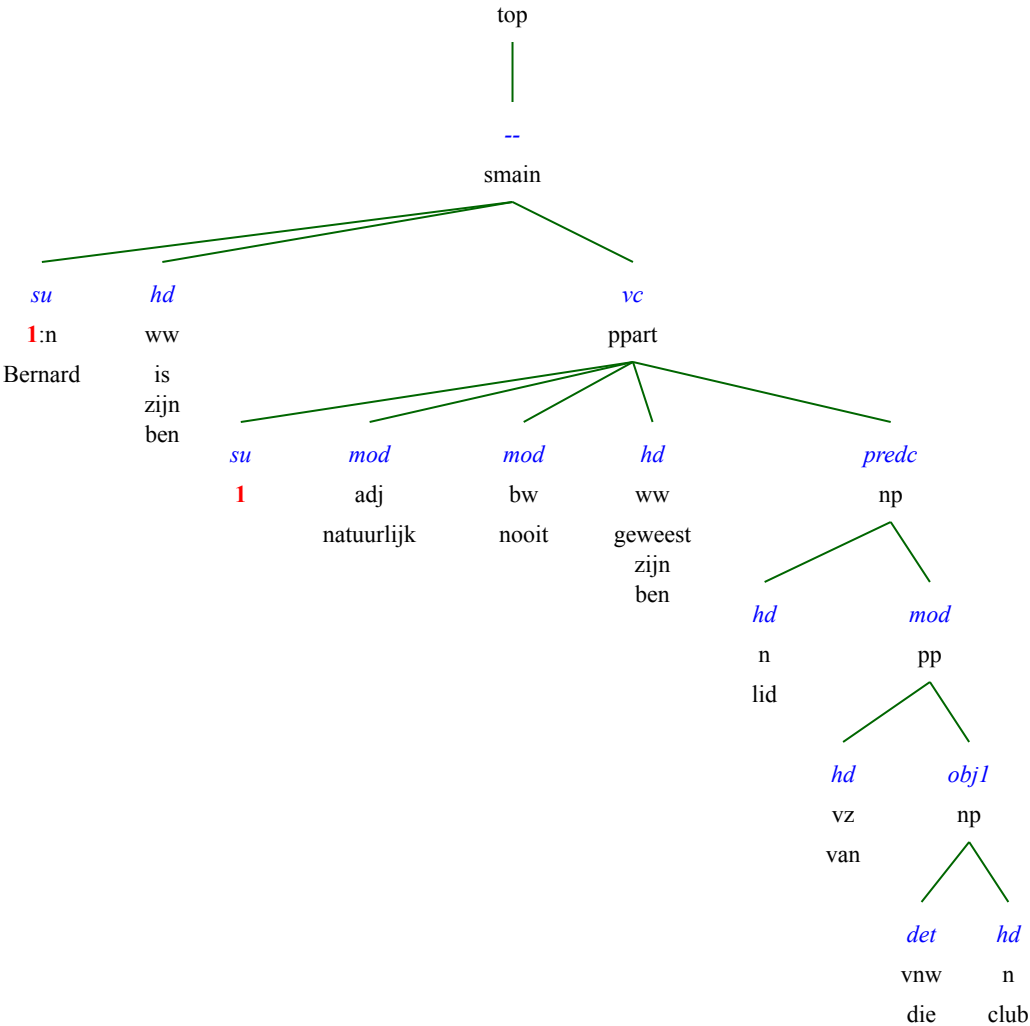 top
--
smain
su hd vc
1:n ww ppart
Bernard is
zijn
ben
su mod mod hd predc
1 adj bw ww np
natuurlijk nooit geweest
zijn
ben
hd mod
n pp
lid
hd obj1
vz np
van
det hd
vnw n
die club